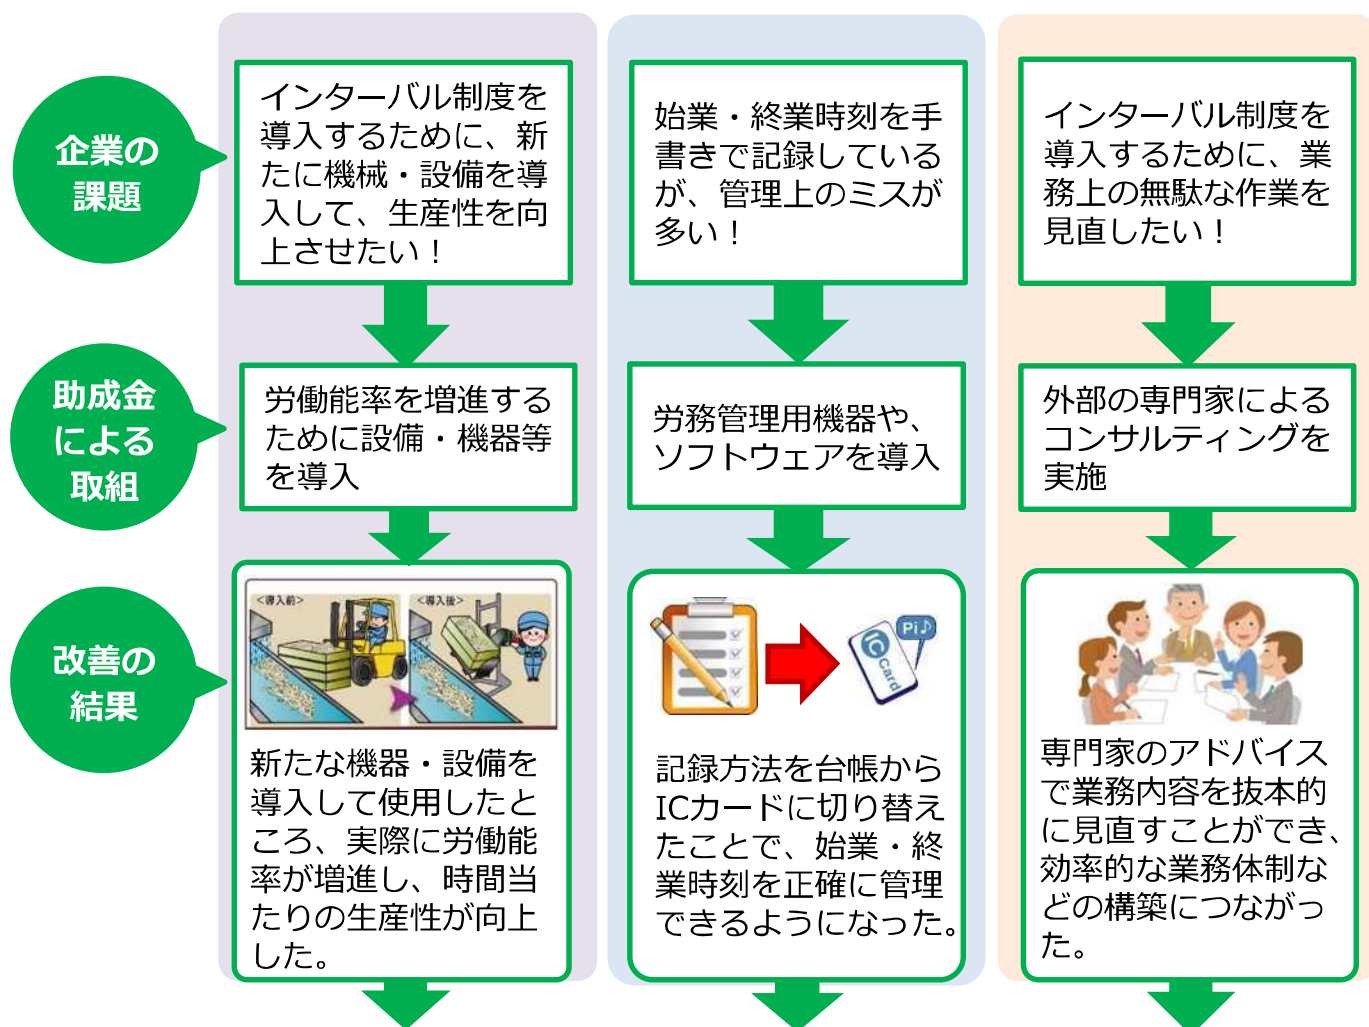 企業の
課題
インターバル制度を
導入するために、新
たに機械・設備を導
入して、生産性を向
上させたい！
始業・終業時刻を手
書きで記録している
が、管理上のミスが
多い！
インターバル制度を
導入するために、業
務上の無駄な作業を
見直したい！
助成金
による
取組
労働能率を増進する
ために設備・機器等
を導入
労務管理用機器や、
ソフトウェアを導入
外部の専門家による
コンサルティングを
実施
改善の
結果
<導入前>
<導入後>
新たな機器・設備を
導入して使用したと
ころ、実際に労働能
率が増進し、時間当
たりの生産性が向上
した。
IC
Card
Pi♪
記録方法を台帳から
ICカードに切り替え
たことで、始業・終
業時刻を正確に管理
できるようになった。
専門家のアドバイス
で業務内容を抜本的
に見直すことができ、
効率的な業務体制な
どの構築につながっ
た。